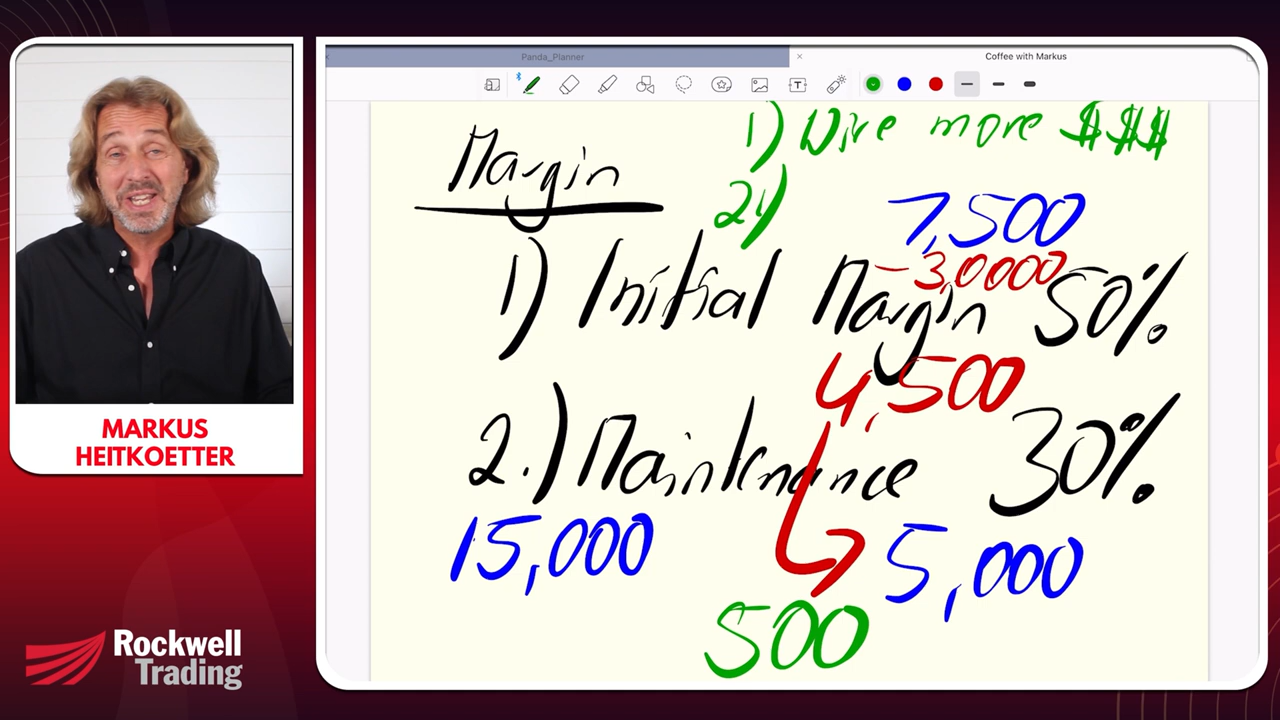 MARKUS
HEITKOETTER
Rockwell
Trading
Panda_Planner
Coffee with Markus
T
1) Wire more $$$
Margin
2)
7,500
-3,0000
1) Initial Margin 50%
4,500
2.) Maintenance 30%
15,000
5,000
500